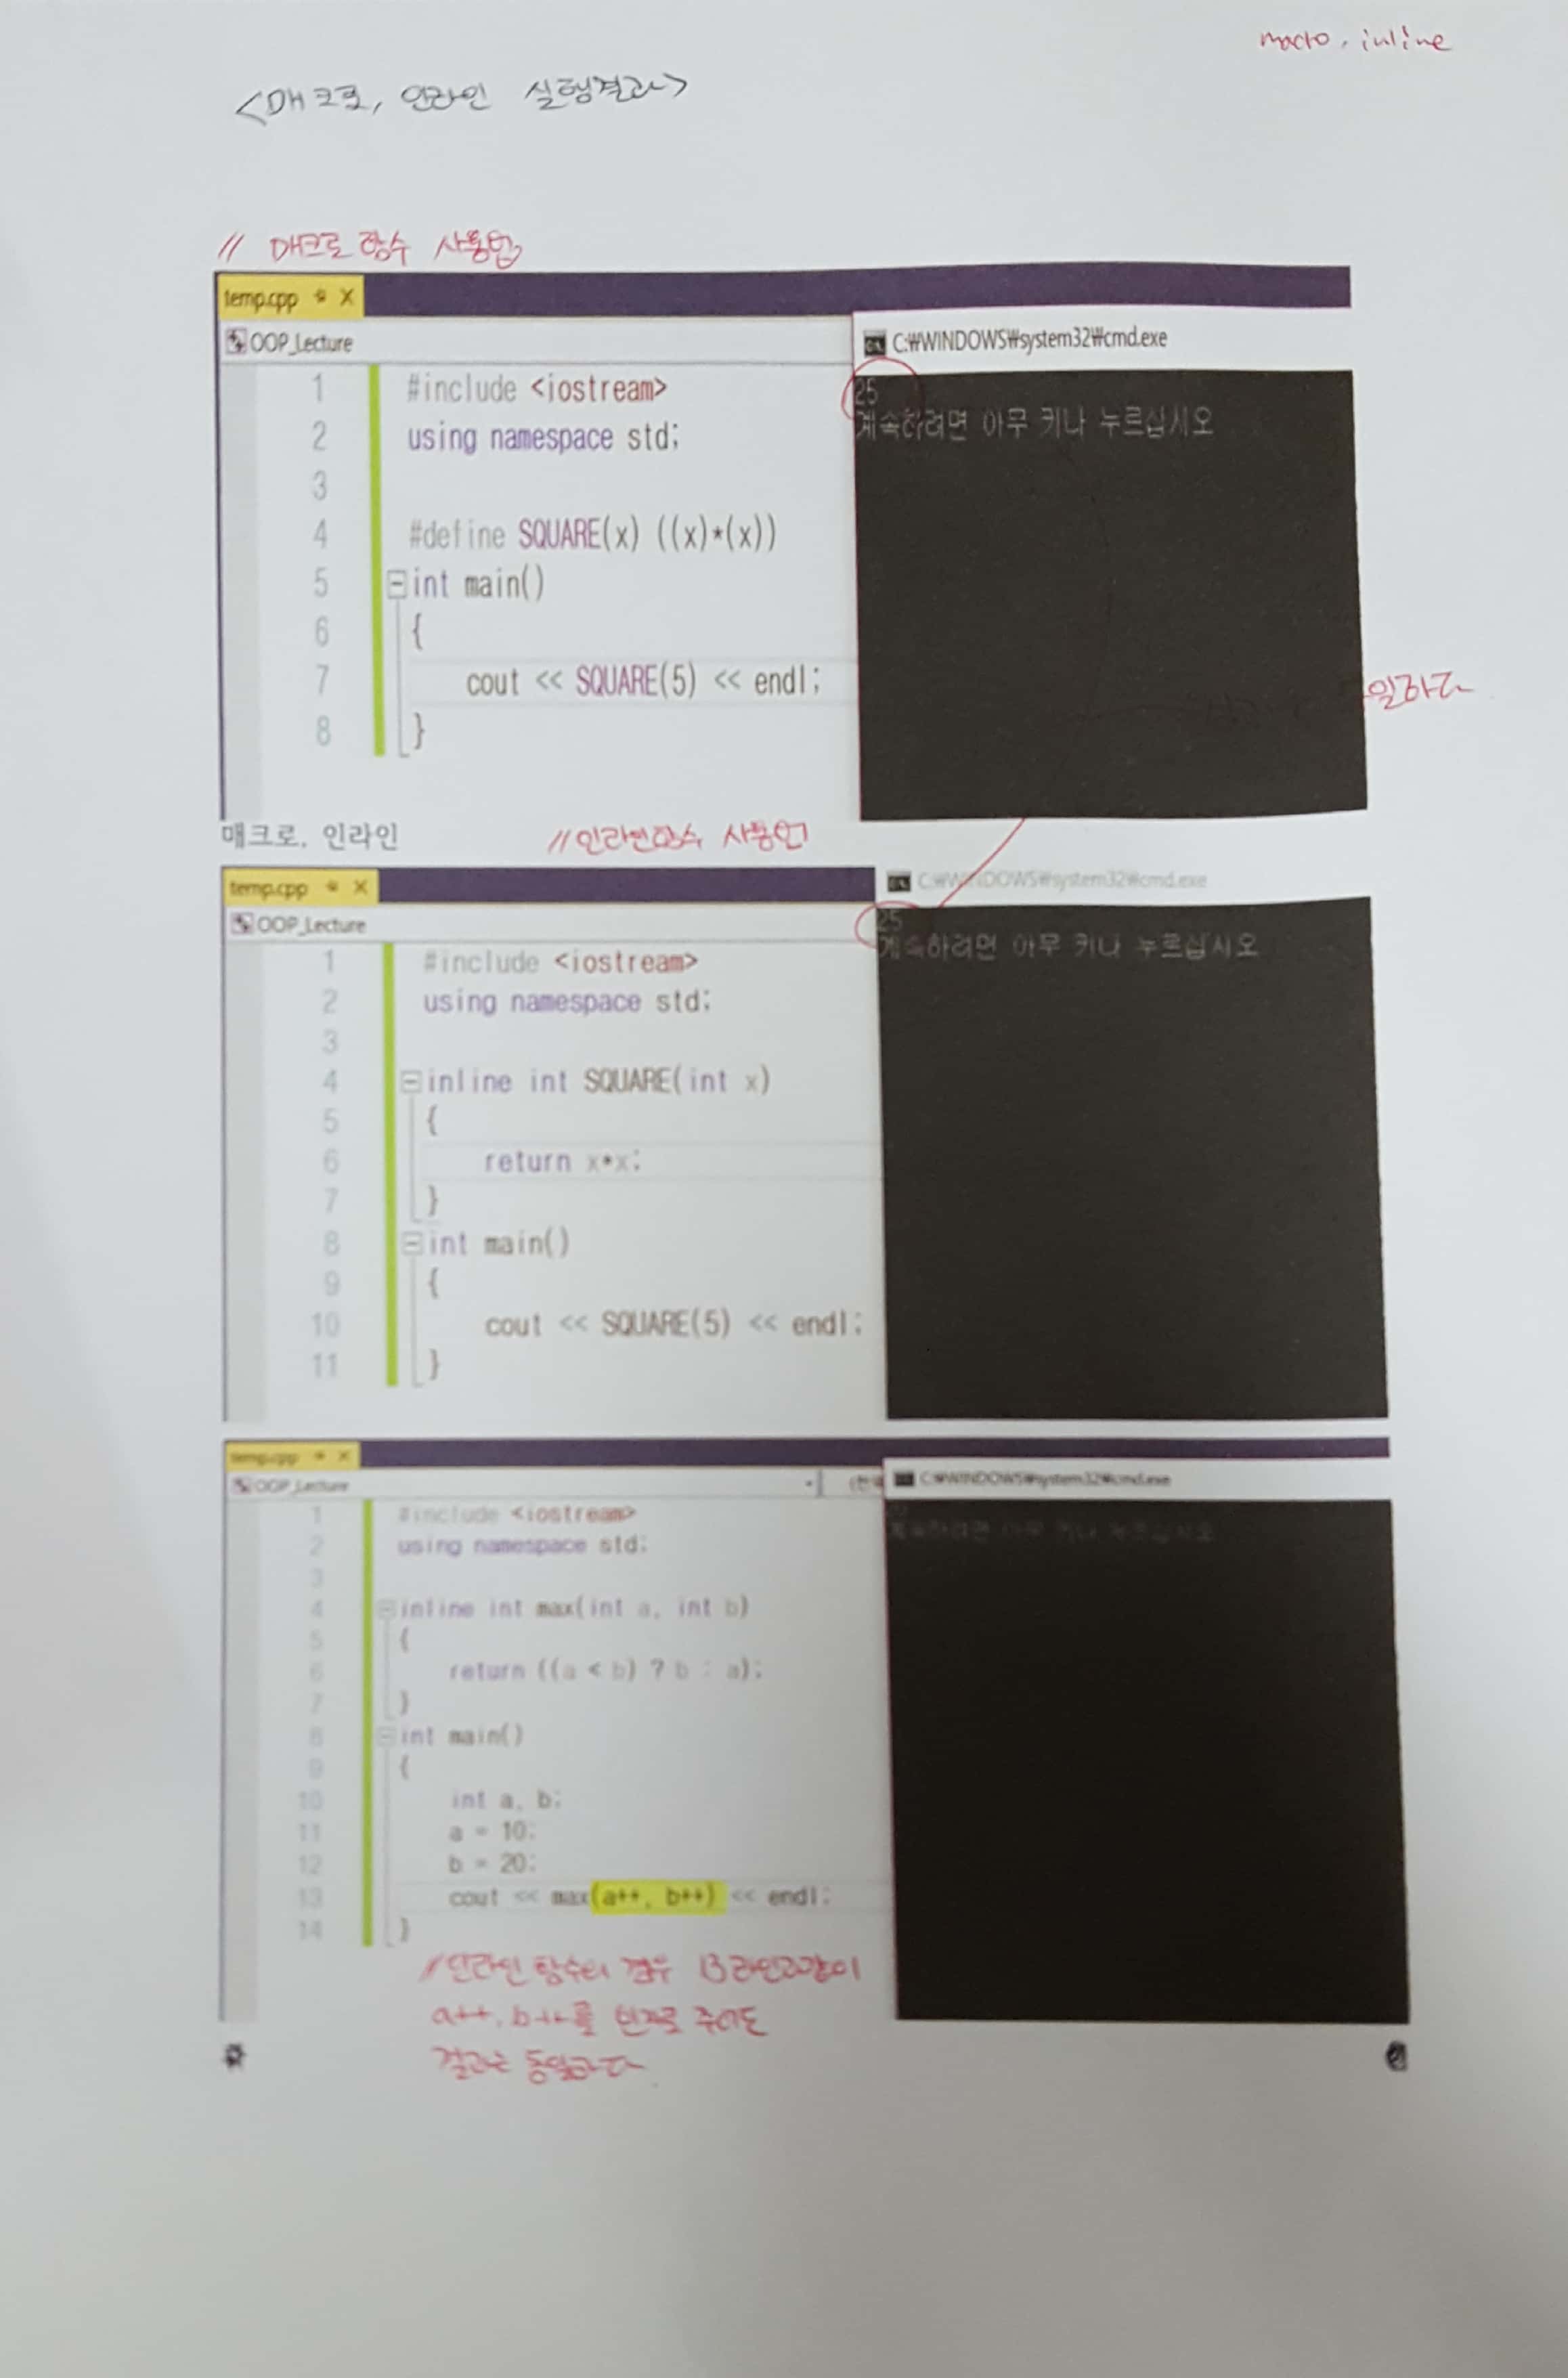 macro, inline
<매크로, 인라인 실행결과>
// 매크로 함수 사용법
temp.cpp
OOP_Lecture
C:₩WINDOWS₩system32₩cmd.exe
25
계속하려면 아무 키나 누르십시오
1 #include <iostream>
2 using namespace std;
3
4 #define SQUARE(x) ((x)*(x))
5 int main()
6 {
7 cout << SQUARE(5) << endl;
8 }
일하다
매크로, 인라인
//인라인함수 사용
temp.cpp
OOP_Lecture
C:₩WINDOWS₩system32₩cmd.exe
25
계속하려면 아무 키나 누르십시오
1 #include <iostream>
2 using namespace std;
3
4 inline int SQUARE(int x)
5 {
6 return x*x;
7 }
8 int main()
9 {
10 cout << SQUARE(5) << endl;
11 }
temp.cpp
OOP_Lecture
C:₩WINDOWS₩system32₩cmd.exe
계속하려면 아무 키나 누르십시오
1 #include <iostream>
2 using namespace std;
3
4 inline int max(int a, int b)
5 {
6 return ((a < b) ? b : a);
7 }
8 int main()
9 {
10 int a, b;
11 a = 10;
12 b = 20;
13 cout << max(a++, b++) << endl;
14 }
//인라인 함수의 경우 13라인과같이
a++, b++를 인자로 주어도
결과는 동일하다